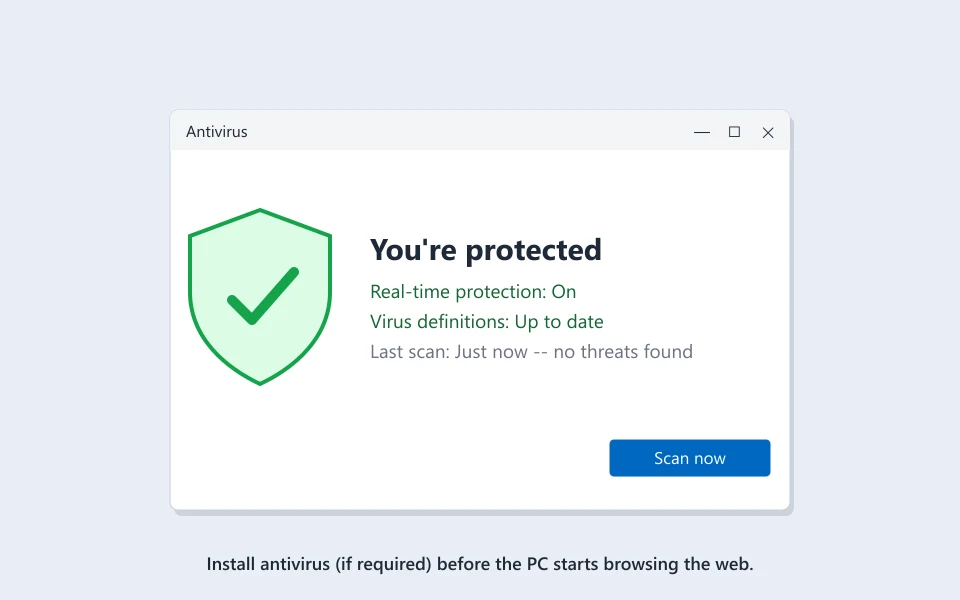 Antivirus
You're protected
Real-time protection: On
Virus definitions: Up to date
Last scan: Just now -- no threats found
Scan now
Install antivirus (if required) before the PC starts browsing the web.